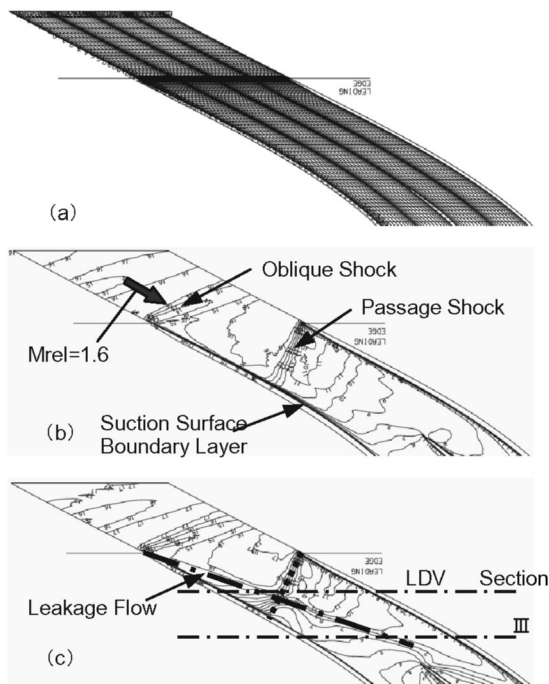 LEADING
EDGE
(a)
Oblique Shock
Passage Shock
LEADING
EDGE
Mrel=1.6
Suction Surface
(b)
Boundary Layer
LEADING
EDGE
LDV Section
Leakage Flow
Ⅲ
(c)